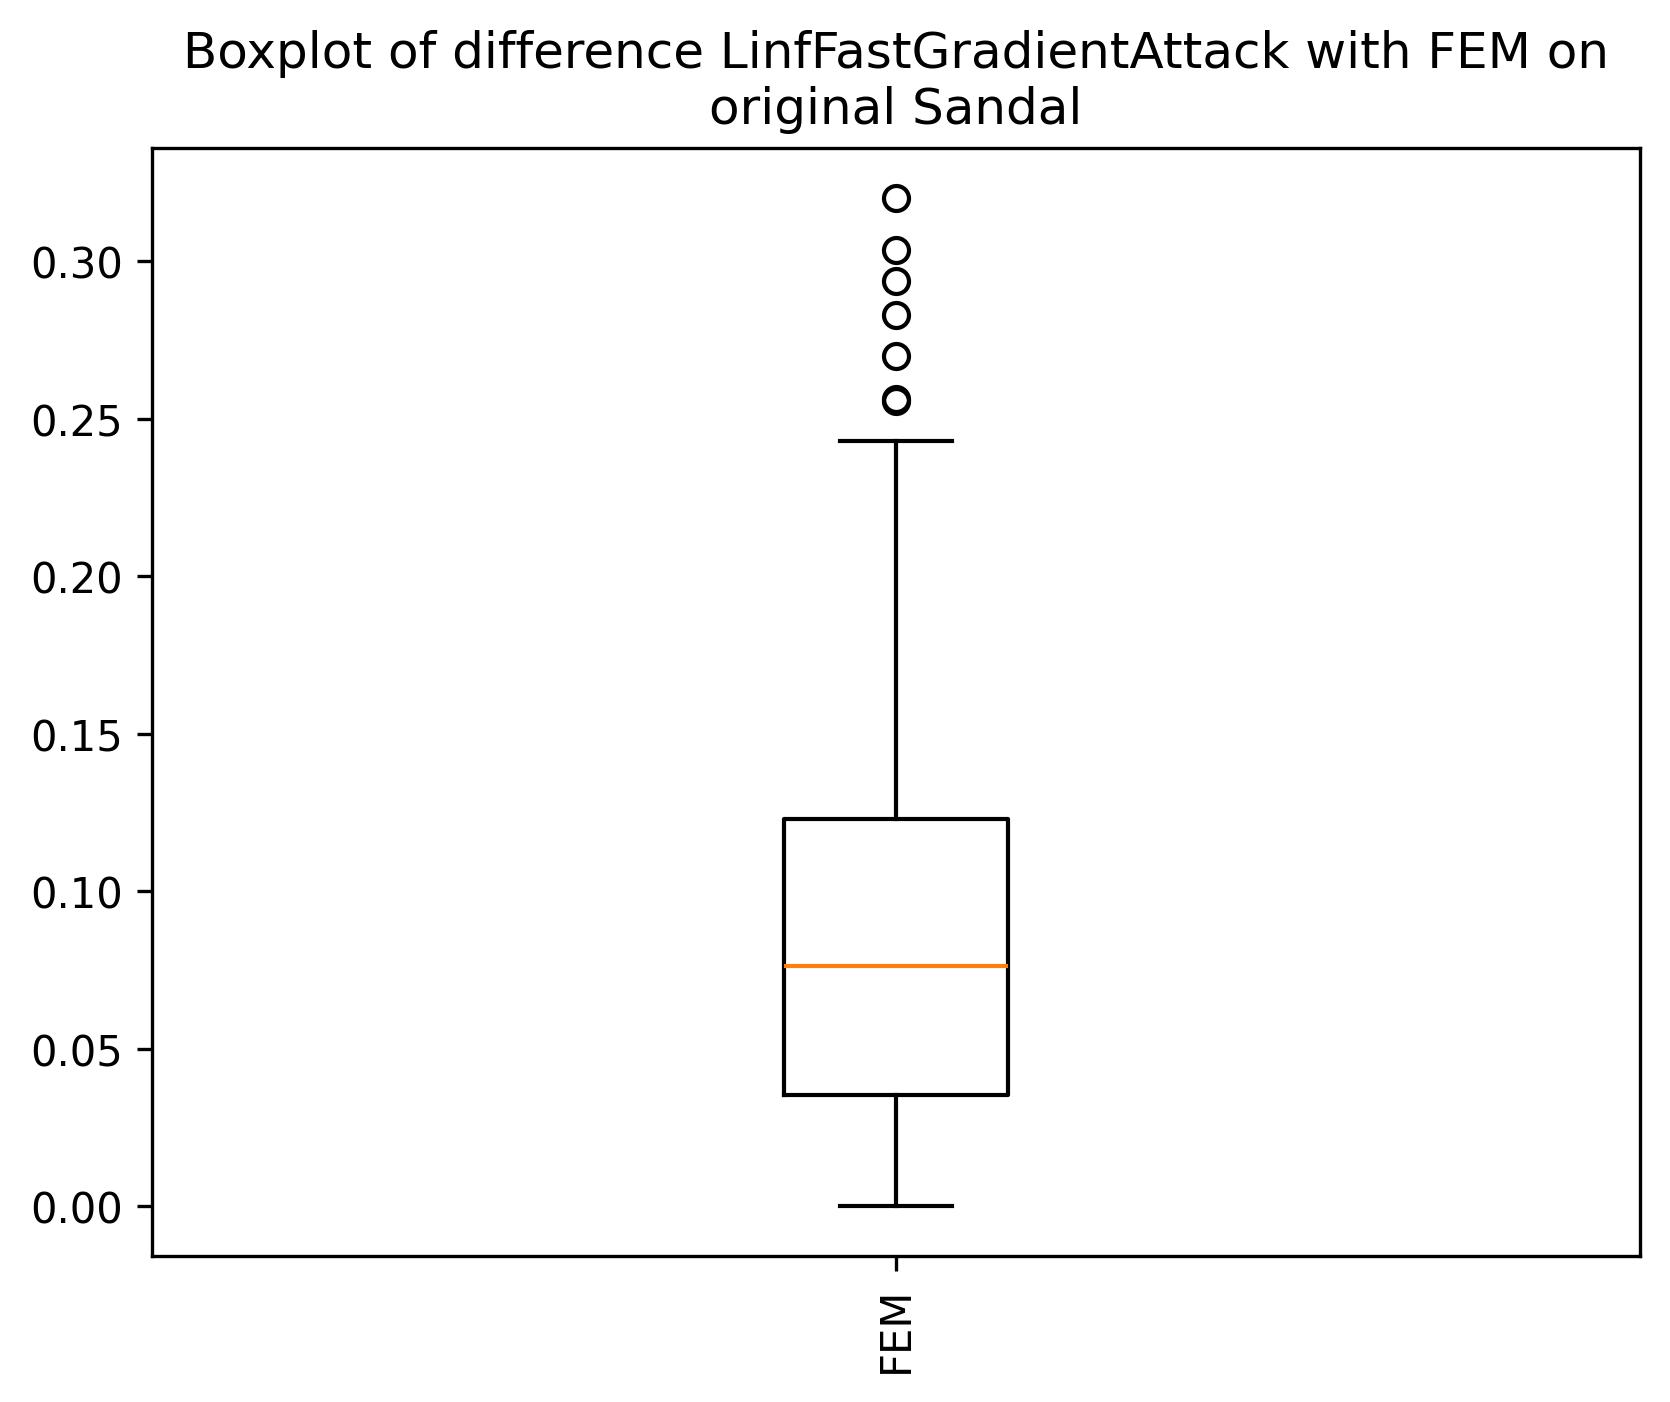 Boxplot of difference LinfFastGradientAttack with FEM on
original Sandal
0.30
0.25
0.20
0.15
0.10
0.05
0.00
FEM